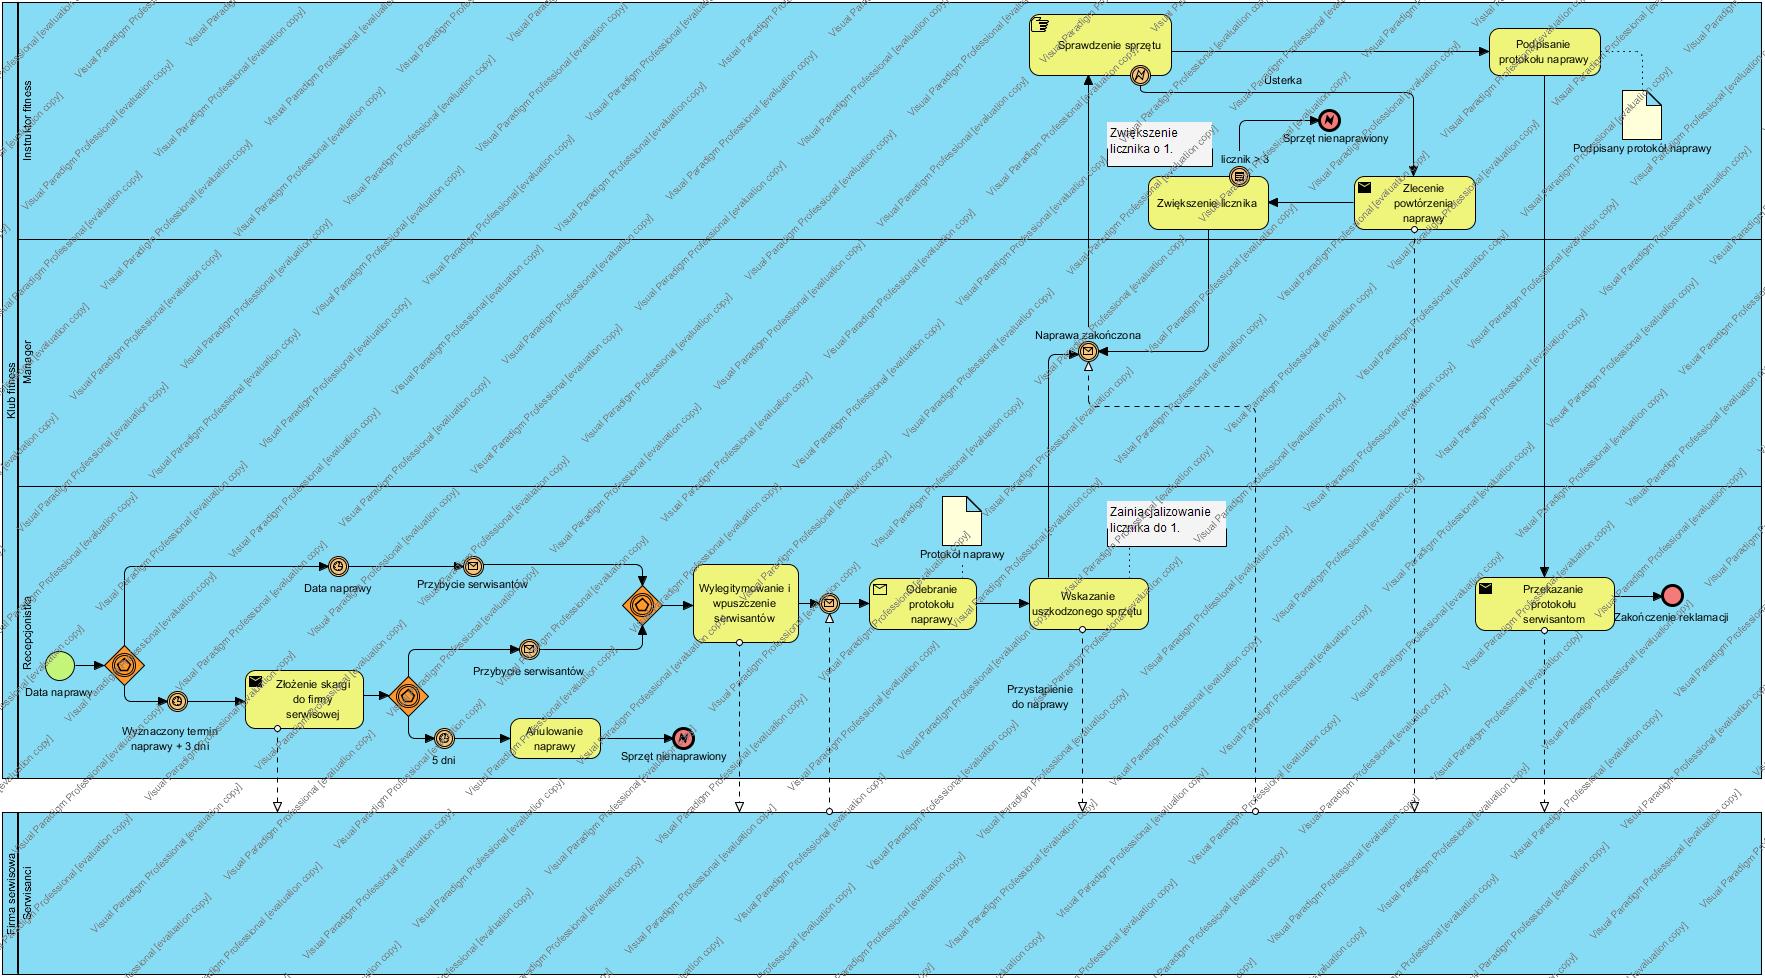 Klub fitness
Instruktor fitness
Sprawdzenie sprzętu
Podpisanie
protokołu naprawy
Usterka
Podpisany protokół naprawy
Sprzęt nienaprawiony
Zwiększenie
licznika o 1.
licznik > 3
Zwiększenie licznika
Zlecenie
powtórzenia
naprawy
Manager
Naprawa zakończona
Recepcjonistka
Data naprawy
Data naprawy
Przybycie serwisantów
Wyznaczony termin
naprawy + 3 dni
Złożenie skargi
do firmy
serwisowej
Przybycie serwisantów
5 dni
Anulowanie
naprawy
Sprzęt nienaprawiony
Wylegitymowanie i
wpuszczenie
serwisantów
Protokół naprawy
Odebranie
protokołu
naprawy
Zainiacjalizowanie
licznika do 1.
Wskazanie
uszkodzonego sprzętu
Przystąpienie
do naprawy
Przekazanie
protokołu
serwisantom
Zakończenie reklamacji
Firma serwisowa
Serwisanci
Visual Paradigm Professional [evaluation copy]